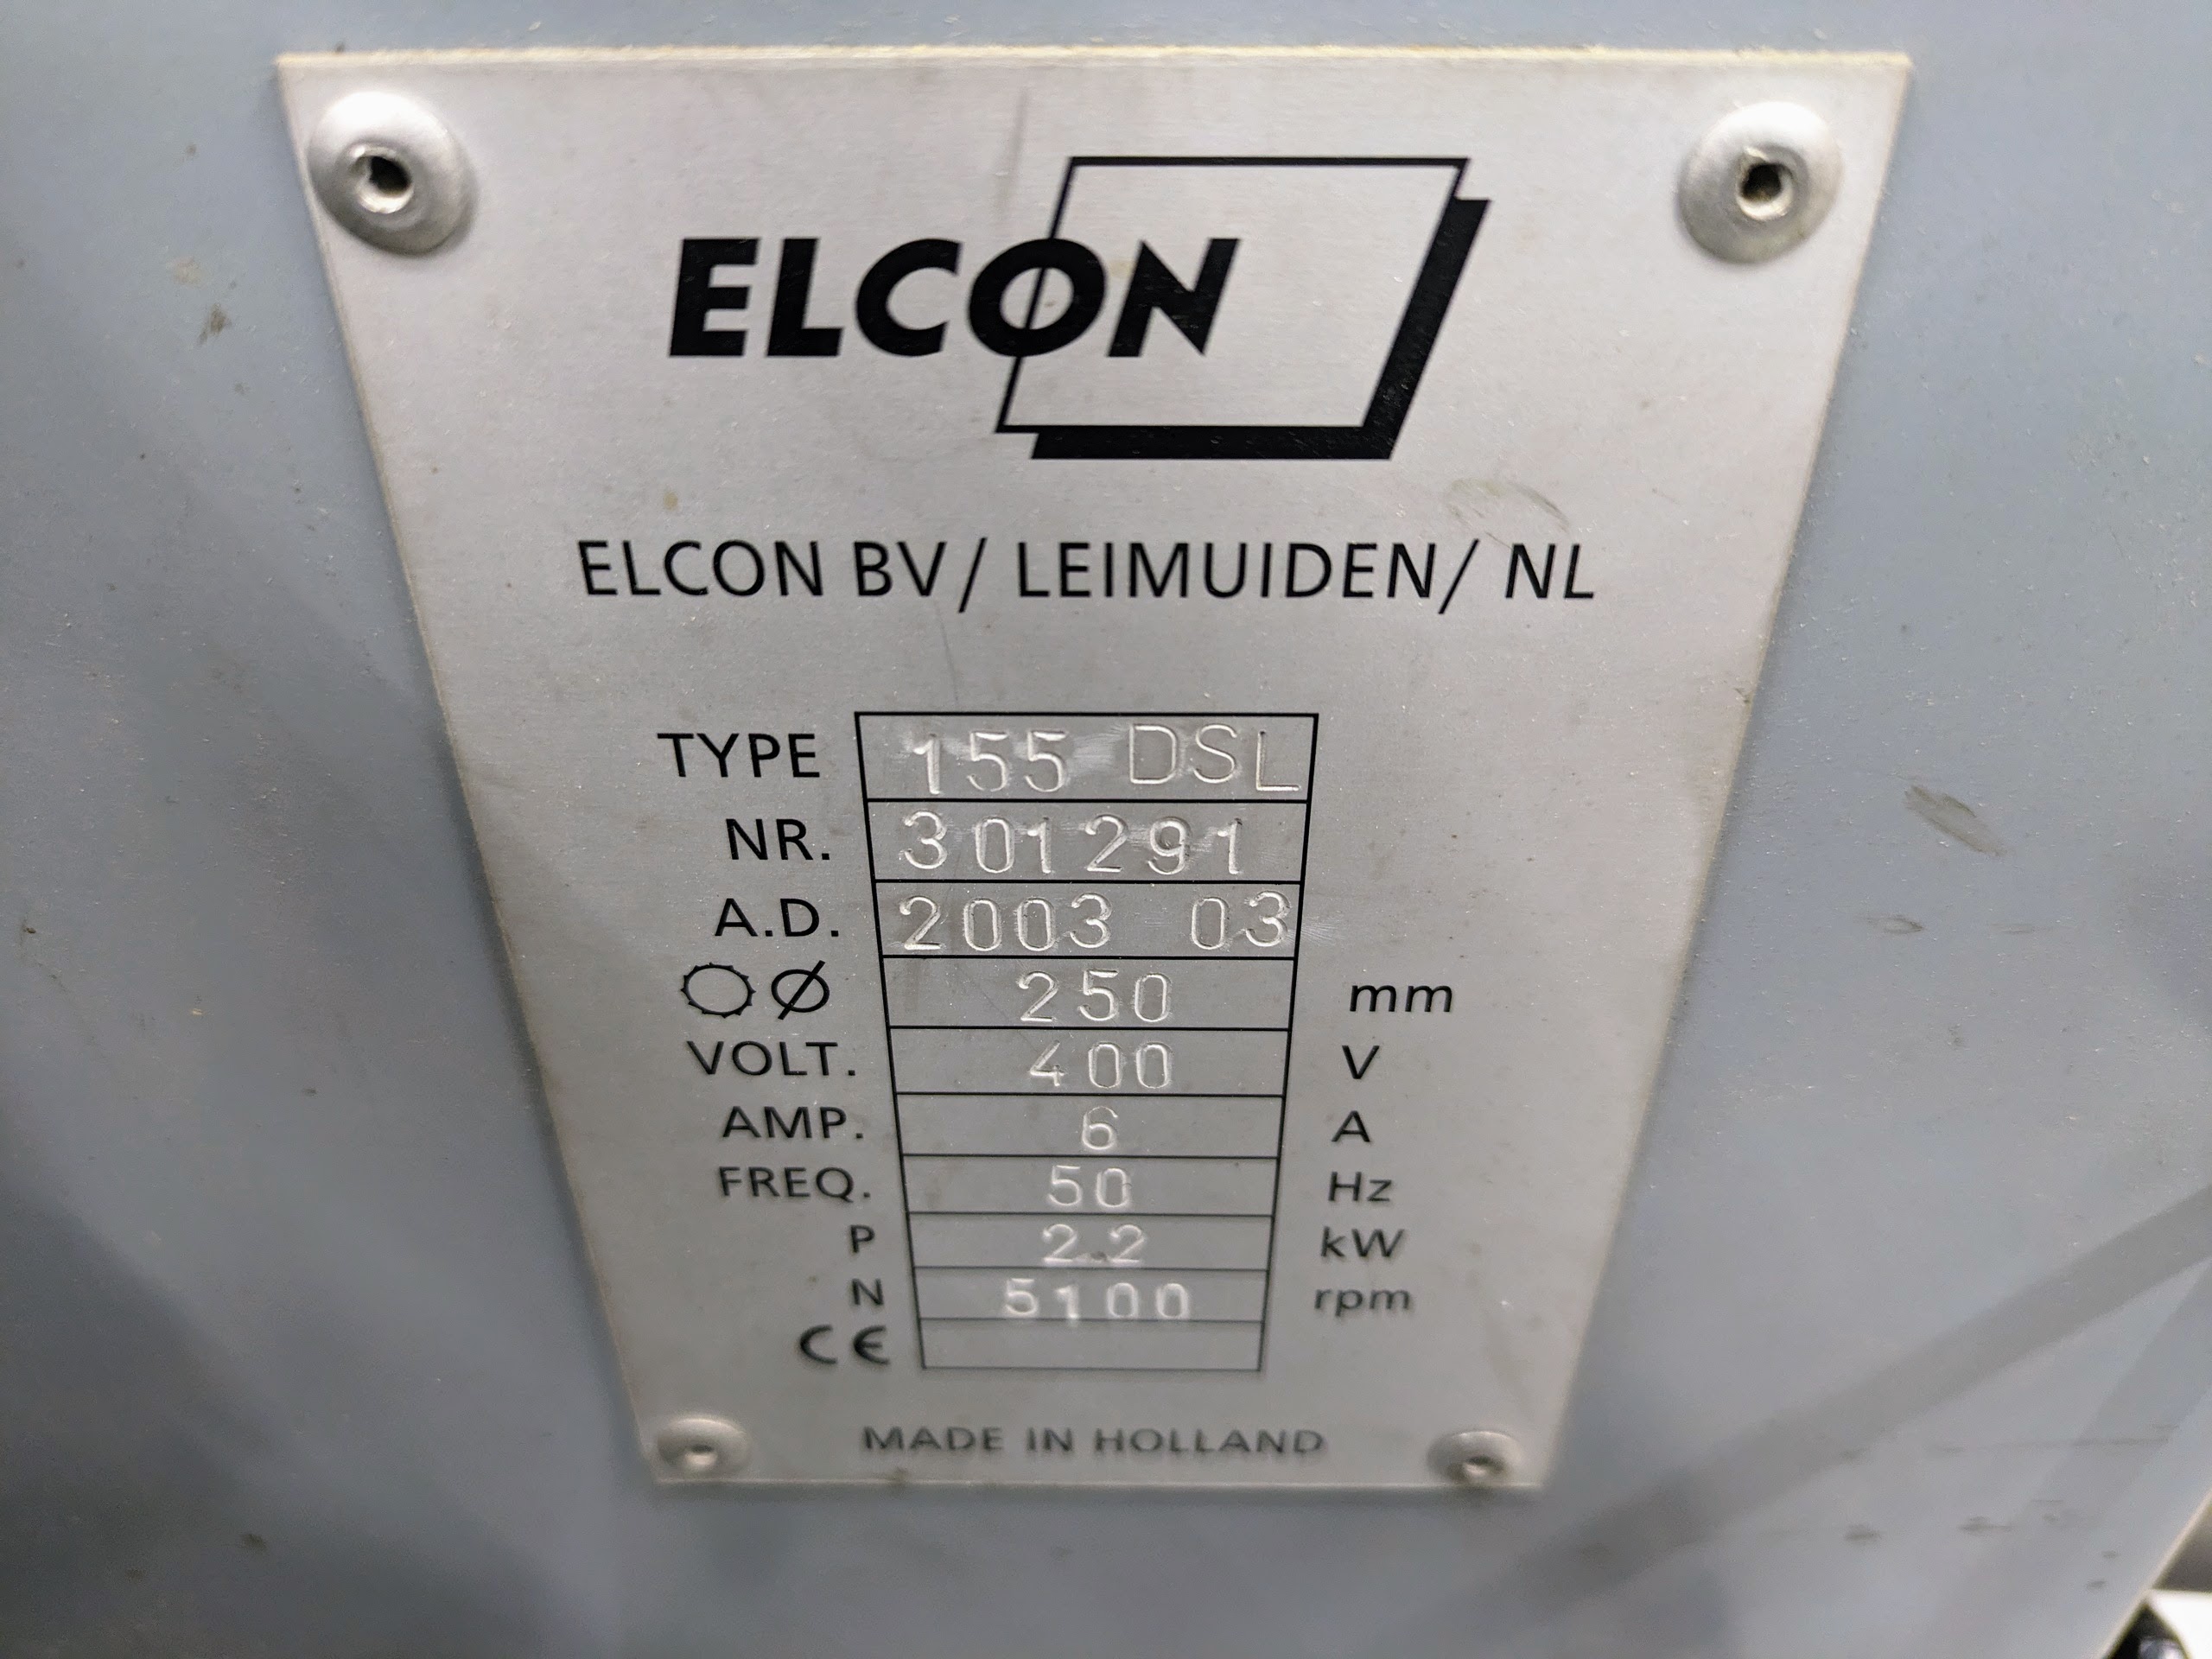 ELCON
ELCON BV/ LEIMUIDEN/ NL
TYPE 155 DSL
NR. 301291
A.D. 2003 03
Ø 250 mm
VOLT. 400 V
AMP. 6 A
FREQ. 50 Hz
P 2.2 kW
N 5100 rpm
CE
MADE IN HOLLAND